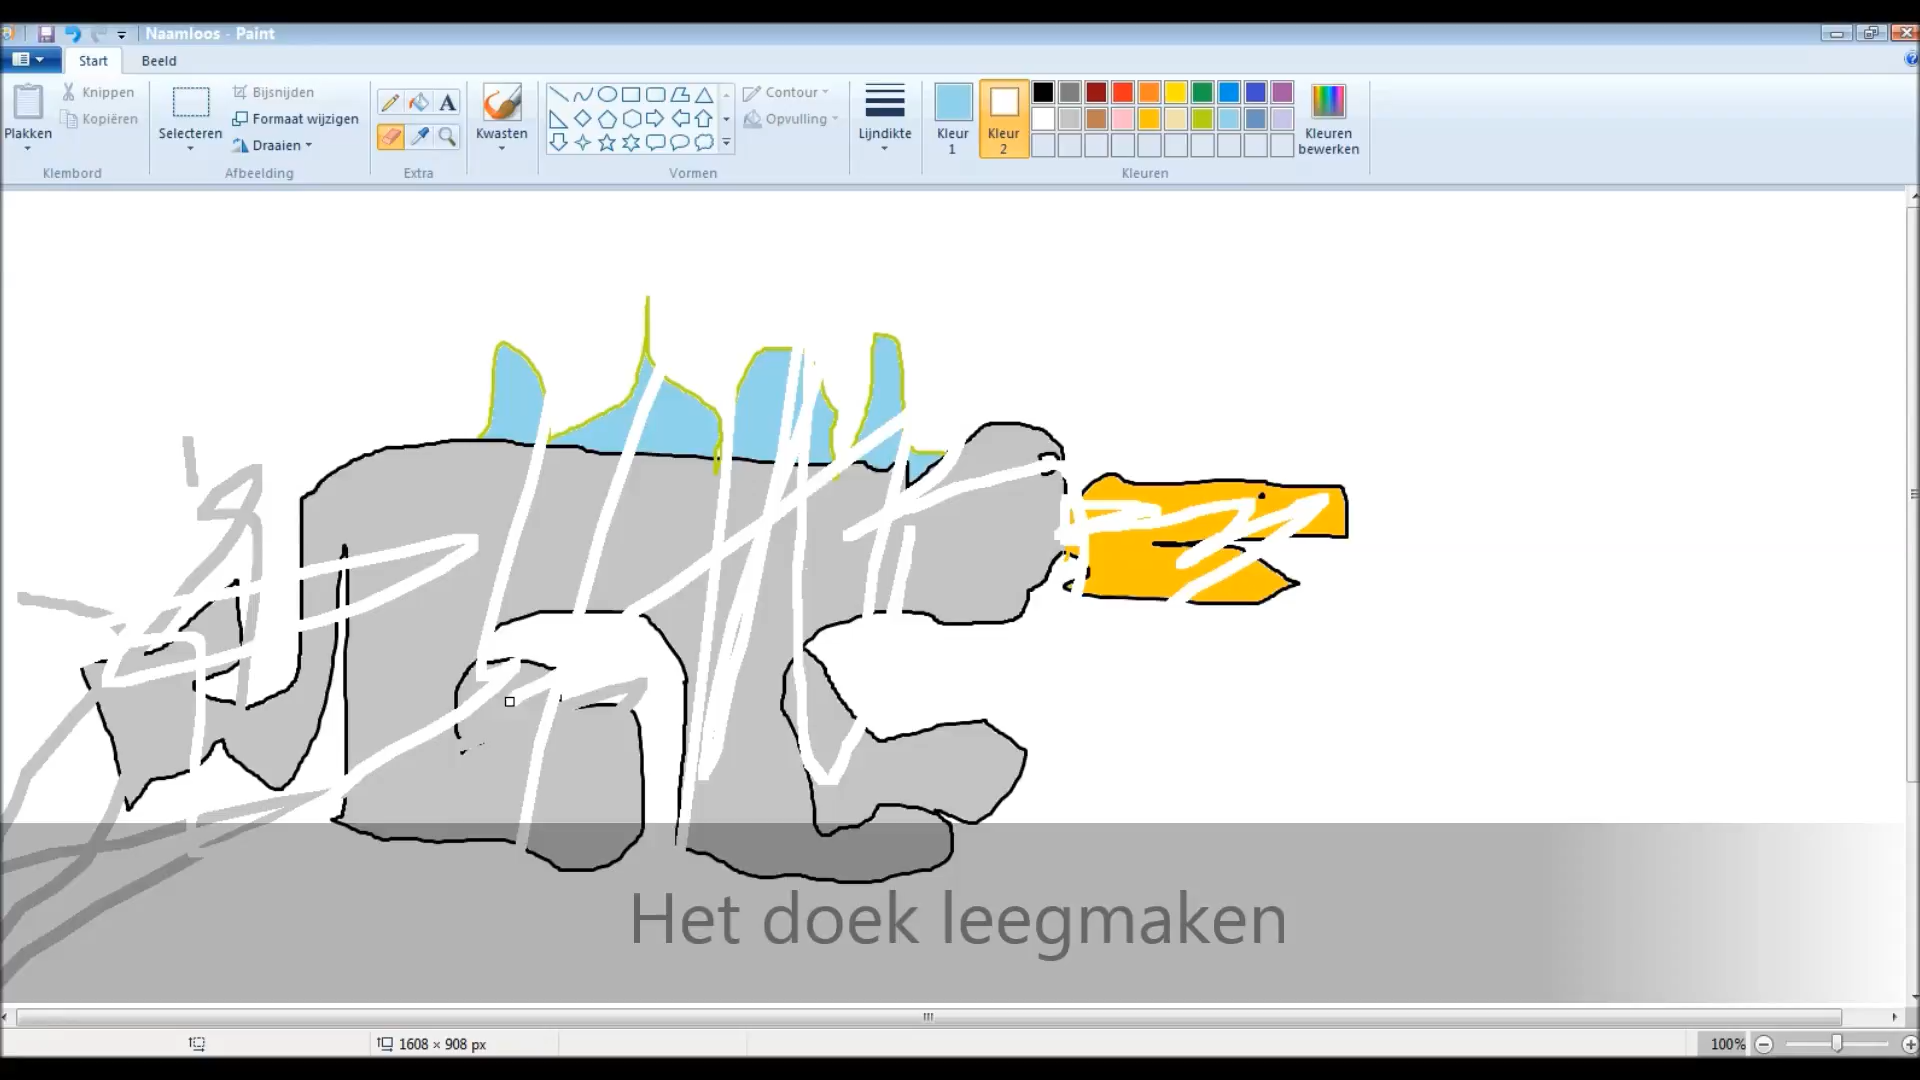 Naamloos - Paint
Start
Beeld
Plakken
Knippen
Kopiëren
Klembord
Selecteren
Bijsnijden
Formaat wijzigen
Draaien
Afbeelding
A
Extra
Kwasten
Vormen
Contour
Opvulling
Lijndikte
Kleur
1
Kleur
2
Kleuren
bewerken
Kleuren
Het doek leegmaken
1608 × 908 px
100%